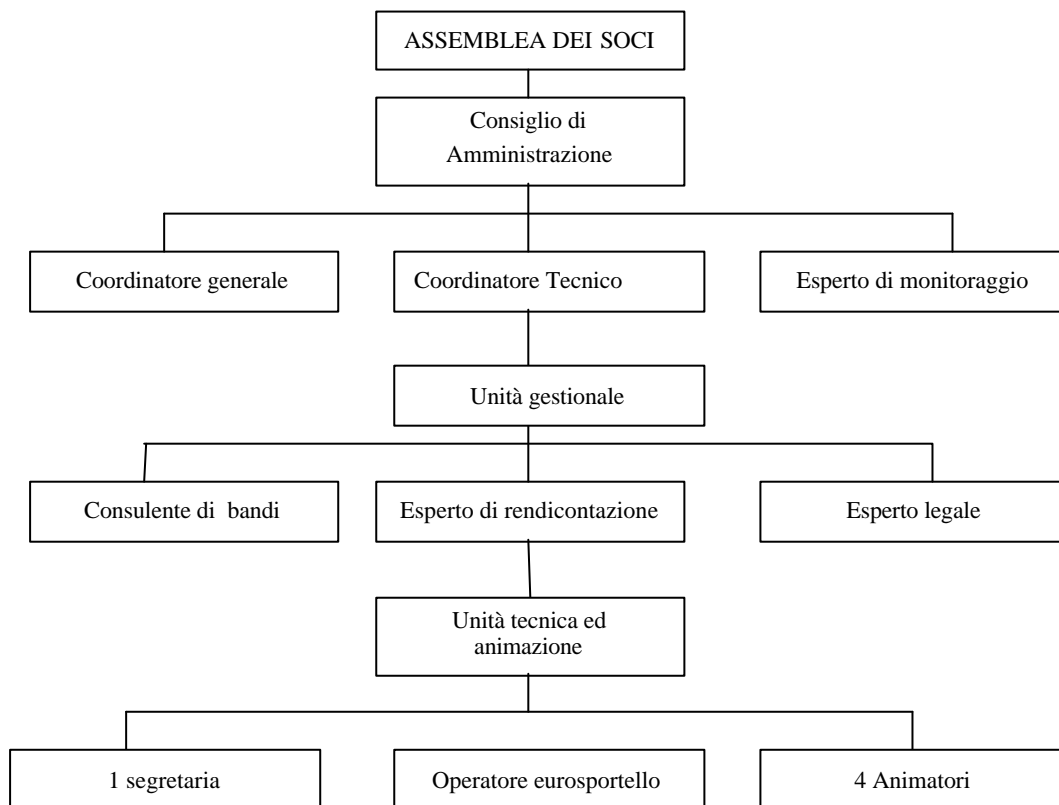 ASSEMBLEA DEI SOCI
Consiglio di
Amministrazione
Coordinatore generale
Coordinatore Tecnico
Esperto di monitoraggio
Unità gestionale
Consulente di bandi
Esperto di rendicontazione
Esperto legale
Unità tecnica ed
animazione
1 segretaria
Operatore eurosportello
4 Animatori